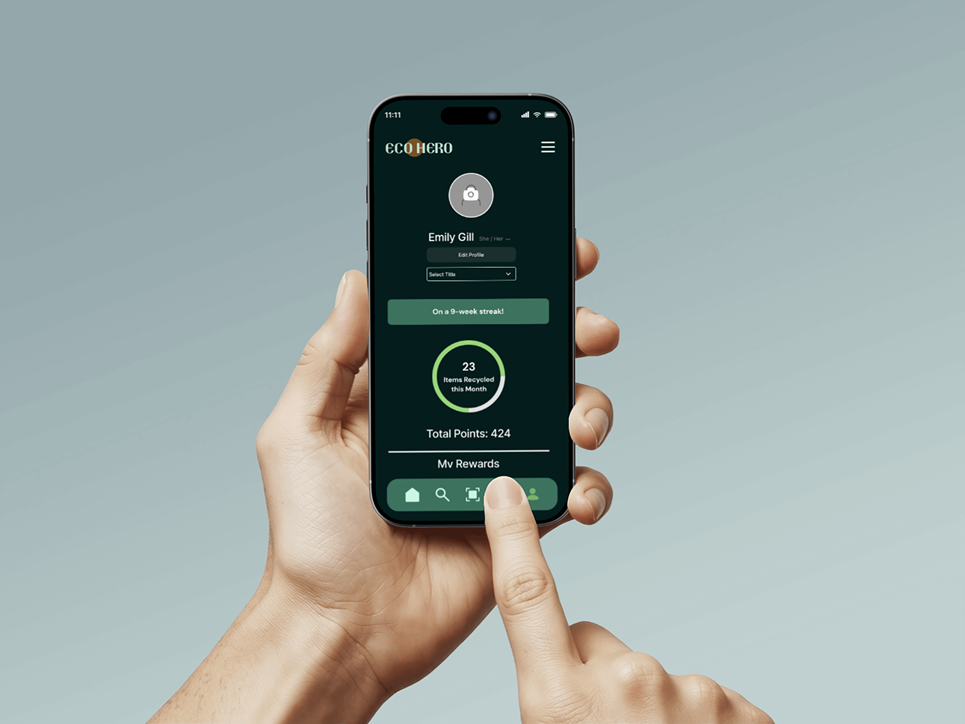 11:11
ECO HERO
Emily Gill She / Her —
Edit Profile
Select Title
On a 9-week streak!
23
Items Recycled
this Month
Total Points: 424
My Rewards